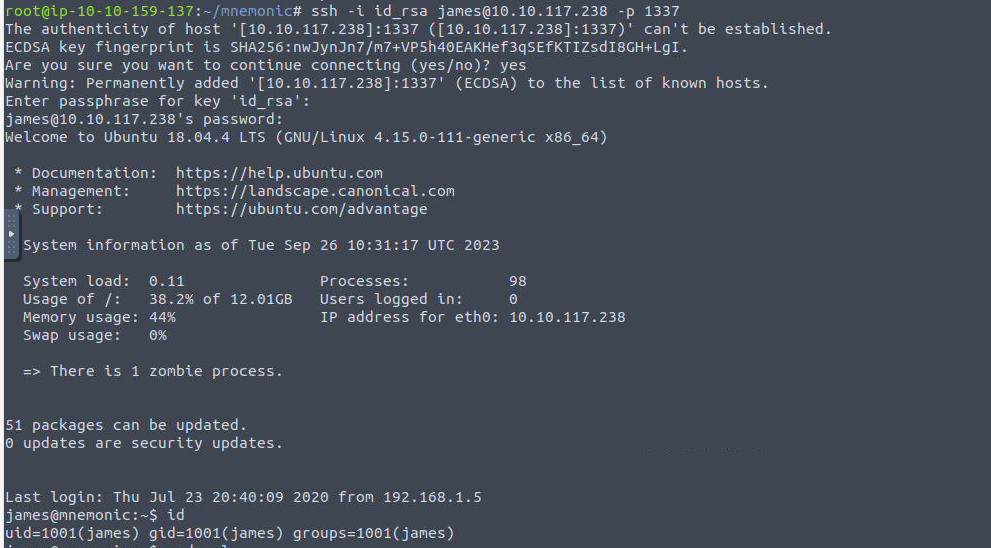 root@ip-10-10-159-137:~/mnemonic# ssh -i id_rsa james@10.10.117.238 -p 1337
The authenticity of host '[10.10.117.238]:1337 ([10.10.117.238]:1337)' can't be established.
ECDSA key fingerprint is SHA256:nwJynJn7/m7+VP5h40EAKHef3qSEfKTIZsdI8GH+LgI.
Are you sure you want to continue connecting (yes/no)? yes
Warning: Permanently added '[10.10.117.238]:1337' (ECDSA) to the list of known hosts.
Enter passphrase for key 'id_rsa':
james@10.10.117.238's password:
Welcome to Ubuntu 18.04.4 LTS (GNU/Linux 4.15.0-111-generic x86_64)
* Documentation:  https://help.ubuntu.com
* Management:     https://landscape.canonical.com
* Support:        https://ubuntu.com/advantage
System information as of Tue Sep 26 10:31:17 UTC 2023
System load:  0.11              Processes:           98
Usage of /:   38.2% of 12.01GB  Users logged in:     0
Memory usage: 44%               IP address for eth0: 10.10.117.238
Swap usage:   0%
=> There is 1 zombie process.
51 packages can be updated.
0 updates are security updates.
Last login: Thu Jul 23 20:40:09 2020 from 192.168.1.5
james@mnemonic:~$ id
uid=1001(james) gid=1001(james) groups=1001(james)